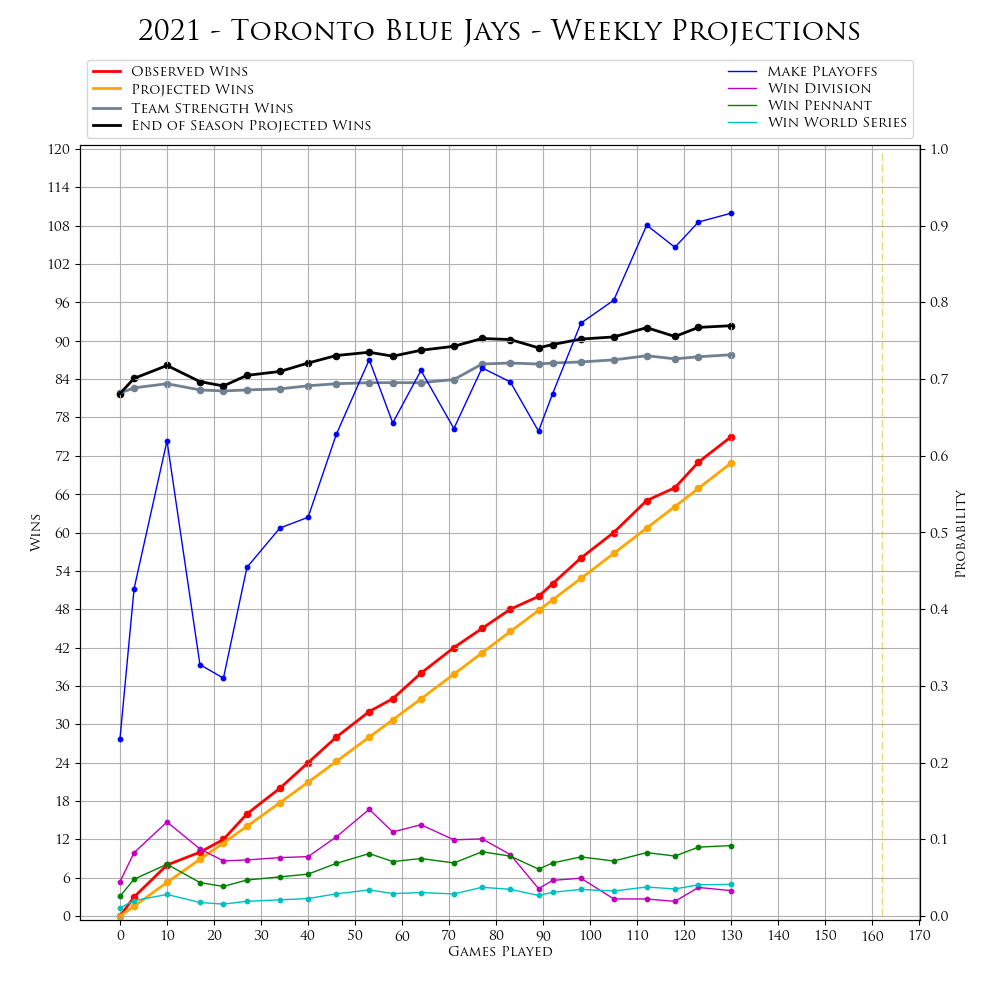 2021 - Toronto Blue Jays - Weekly Projections
Observed Wins
Projected Wins
Team Strength Wins
End of Season Projected Wins
Make Playoffs
Win Division
Win Pennant
Win World Series
120
114
108
102
96
90
84
78
72
66
60
54
48
42
36
30
24
18
12
6
0
Wins
1.0
0.9
0.8
0.7
0.6
0.5
0.4
0.3
0.2
0.1
0.0
Probability
0 10 20 30 40 50 60 70 80 90 100 110 120 130 140 150 160 170
Games Played